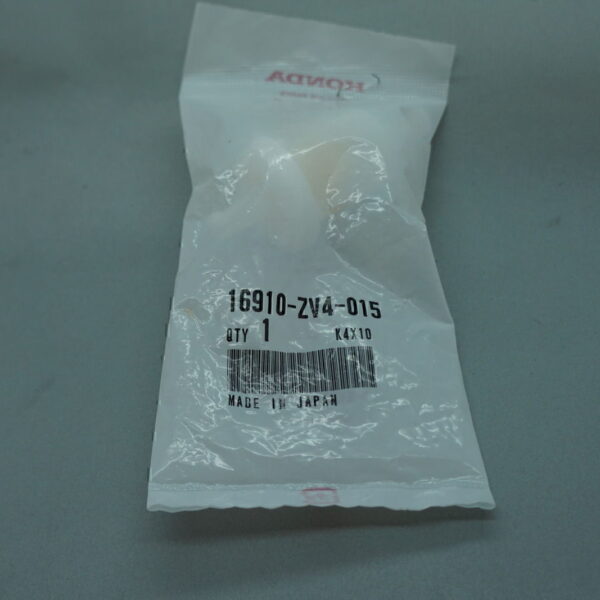 HONDA
16910-ZV4-015
QTY 1 K4X10
MADE IN JAPAN